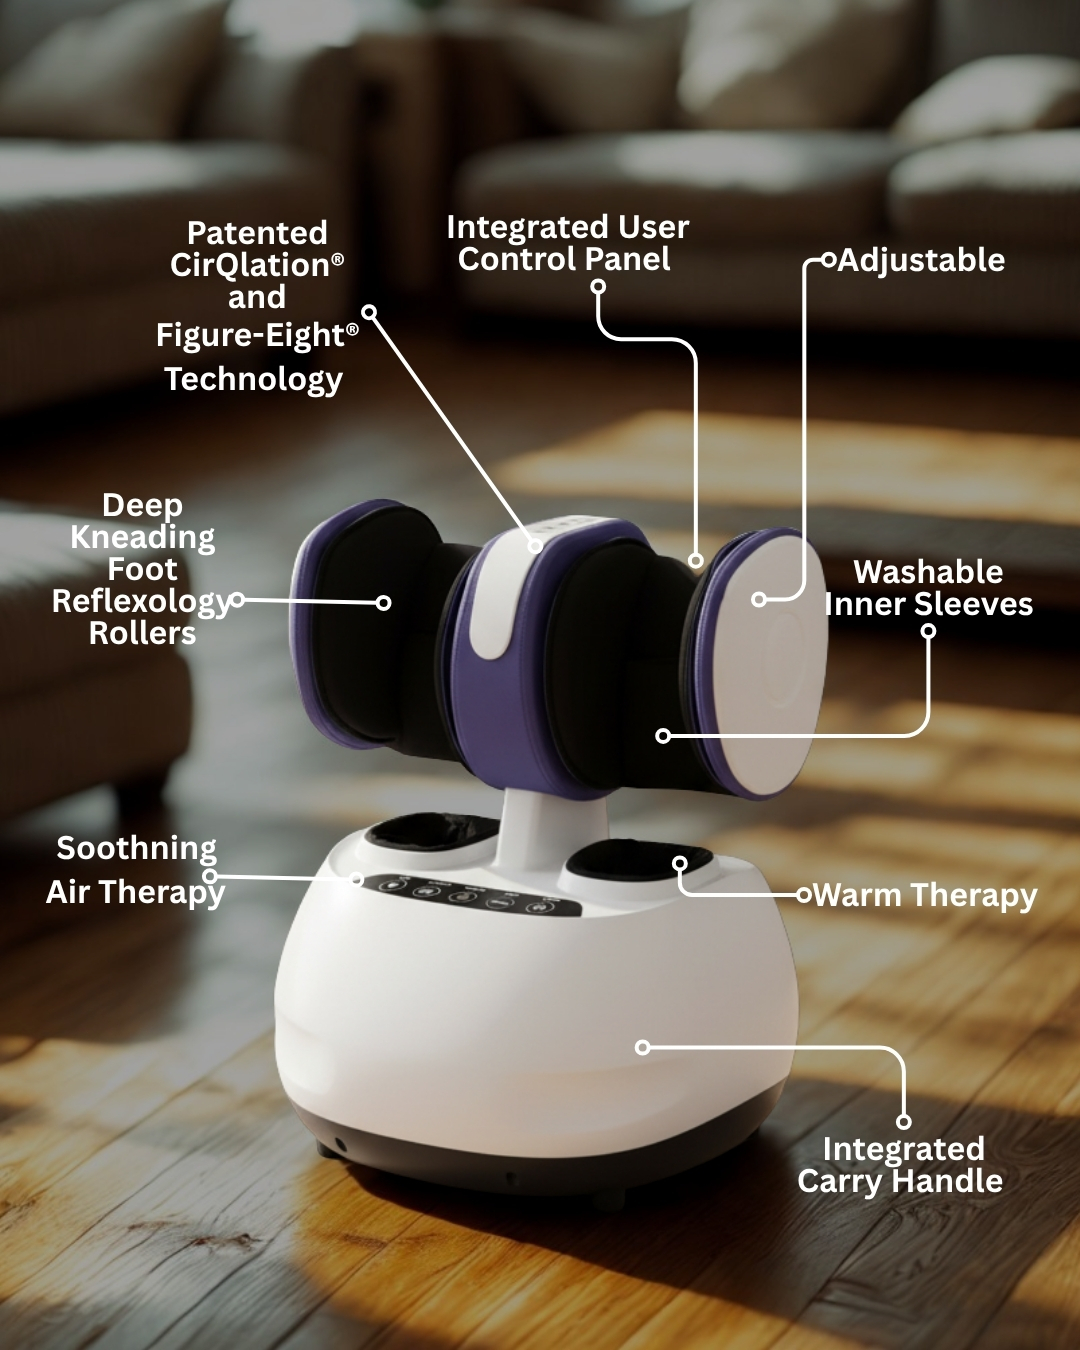 Patented
CirQlation®
and
Figure-Eight®
Technology
Integrated User
Control Panel
Adjustable
Deep
Kneading
Foot
Reflexology
Rollers
Washable
Inner Sleeves
Soothning
Air Therapy
Warm Therapy
Integrated
Carry Handle